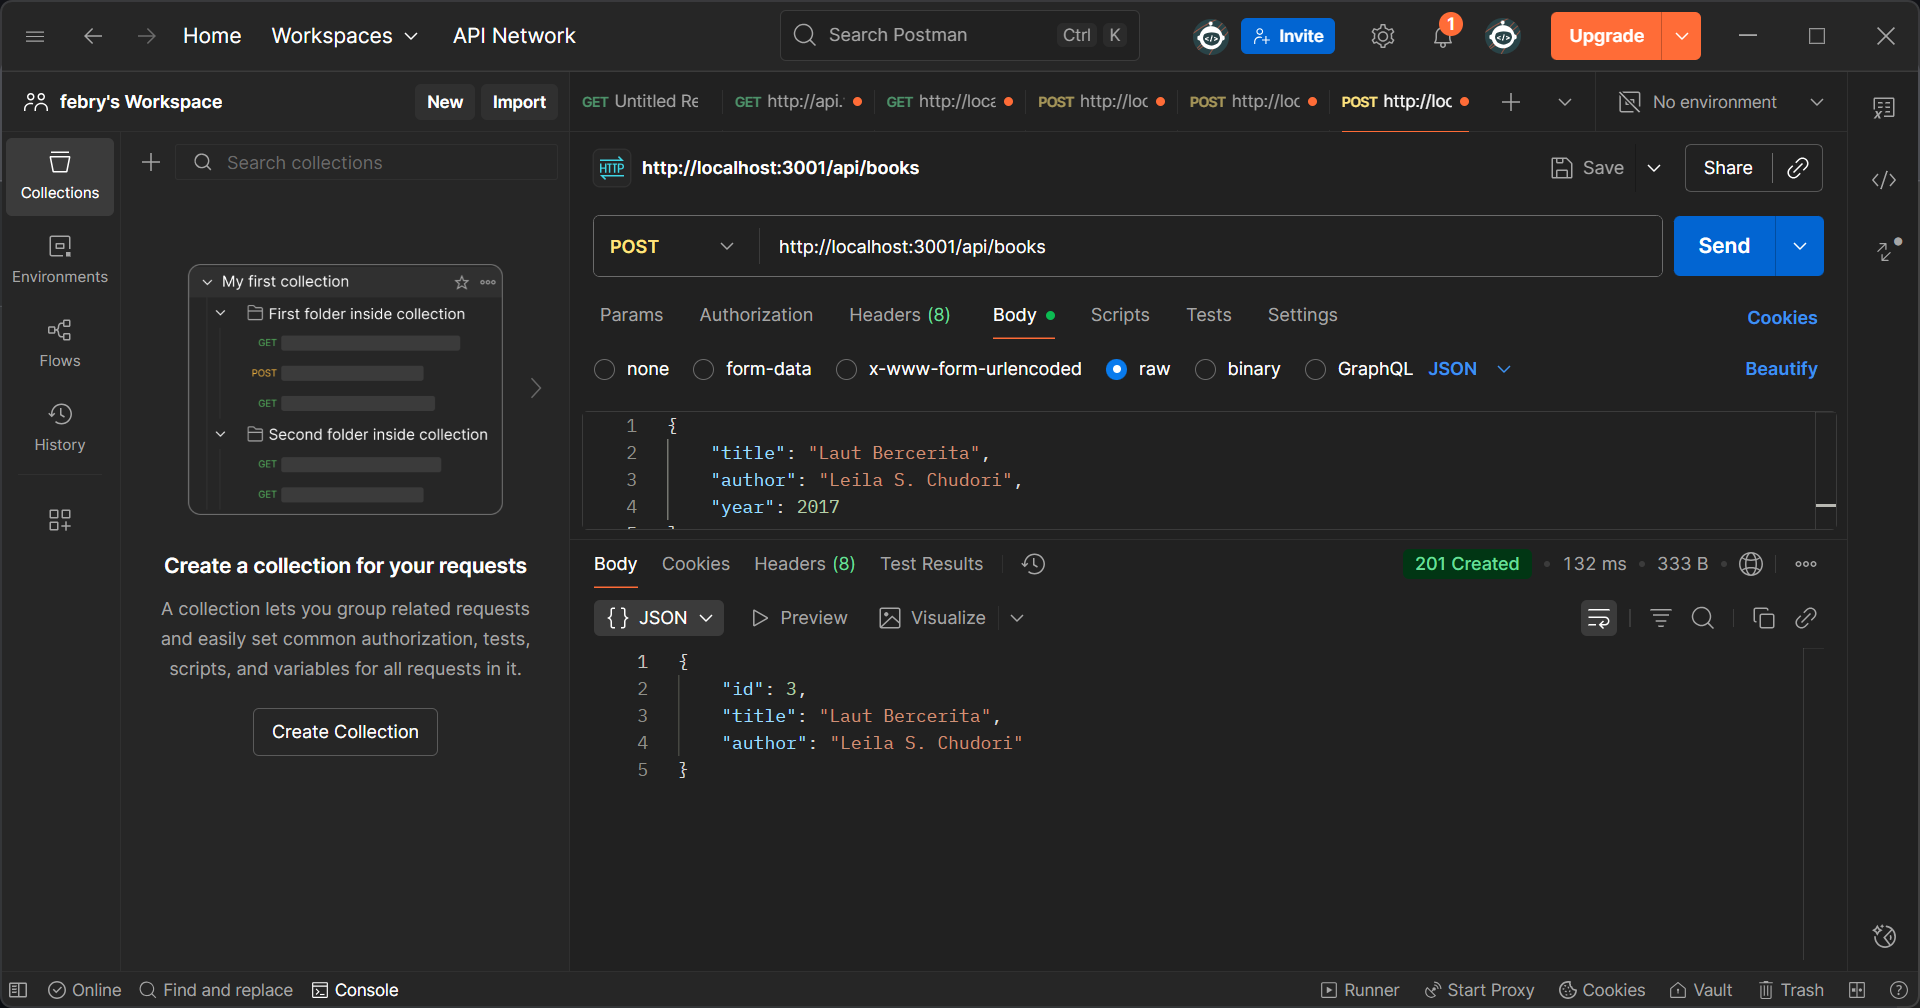 Home Workspaces API Network
Search Postman Ctrl K
Invite
1
Upgrade
febry's Workspace New Import
GET Untitled Re GET http://api. GET http://loca POST http://loc POST http://loc POST http://loc
No environment
Collections
Environments
Flows
History
Search collections
My first collection
First folder inside collection
GET
POST
GET
Second folder inside collection
GET
GET
Create a collection for your requests
A collection lets you group related requests
and easily set common authorization, tests,
scripts, and variables for all requests in it.
Create Collection
HTTP http://localhost:3001/api/books
Save Share
POST http://localhost:3001/api/books Send
Params Authorization Headers (8) Body Scripts Tests Settings Cookies
none form-data x-www-form-urlencoded raw binary GraphQL JSON Beautify
1 {
2 "title": "Laut Bercerita",
3 "author": "Leila S. Chudori",
4 "year": 2017
Body Cookies Headers (8) Test Results 201 Created • 132 ms • 333 B
{} JSON Preview Visualize
1 {
2 "id": 3,
3 "title": "Laut Bercerita",
4 "author": "Leila S. Chudori"
5 }
Online Find and replace Console Runner Start Proxy Cookies Vault Trash